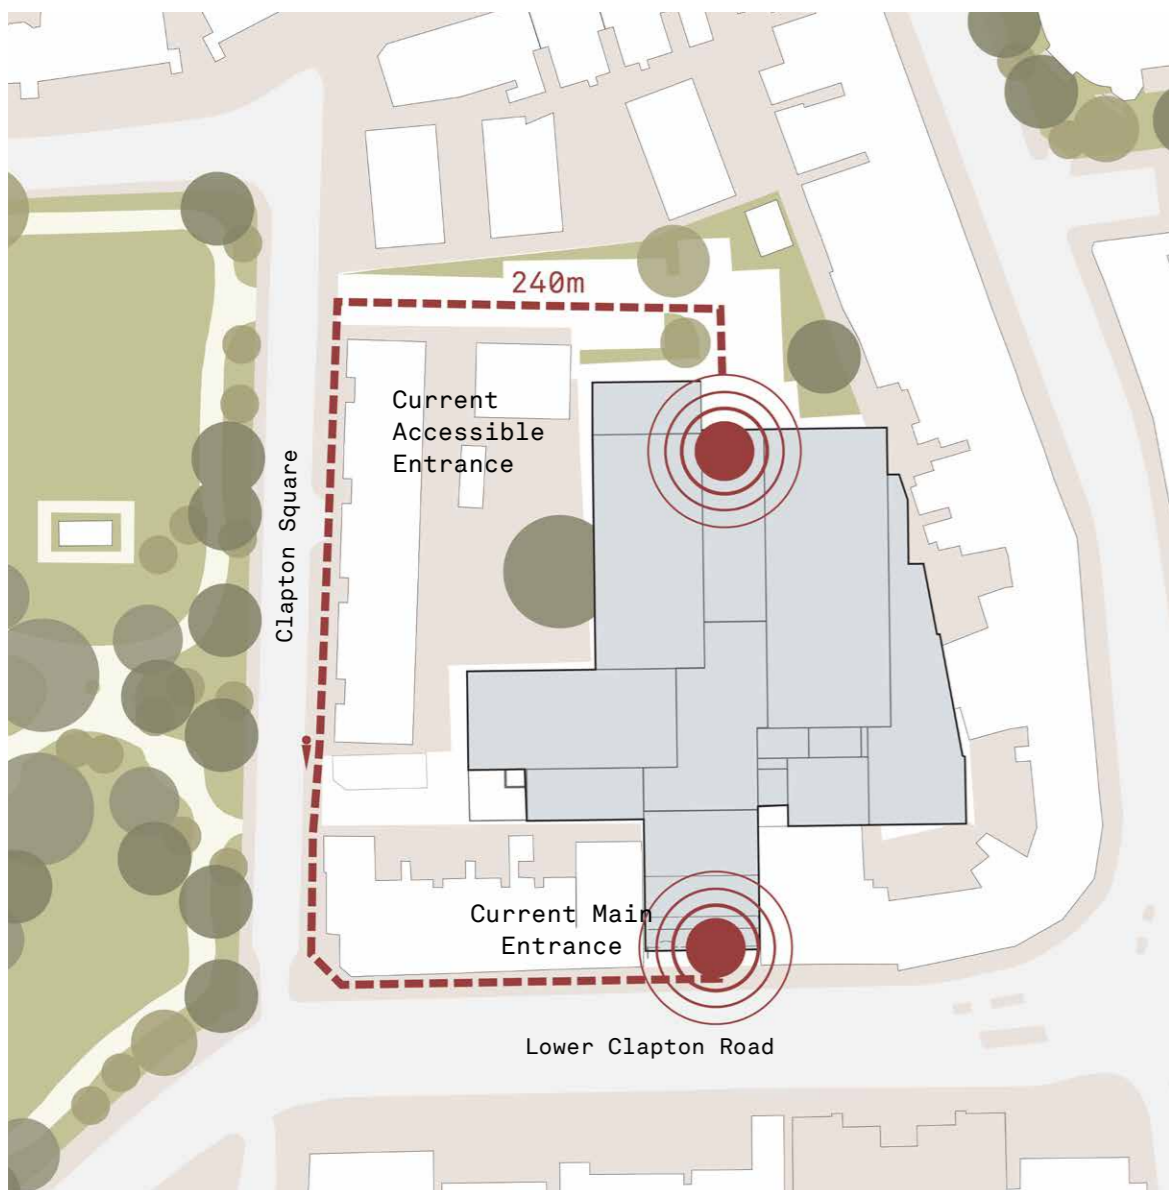 240m
Current
Accessible
Entrance
Clapton Square
Current Main
Entrance
Lower Clapton Road